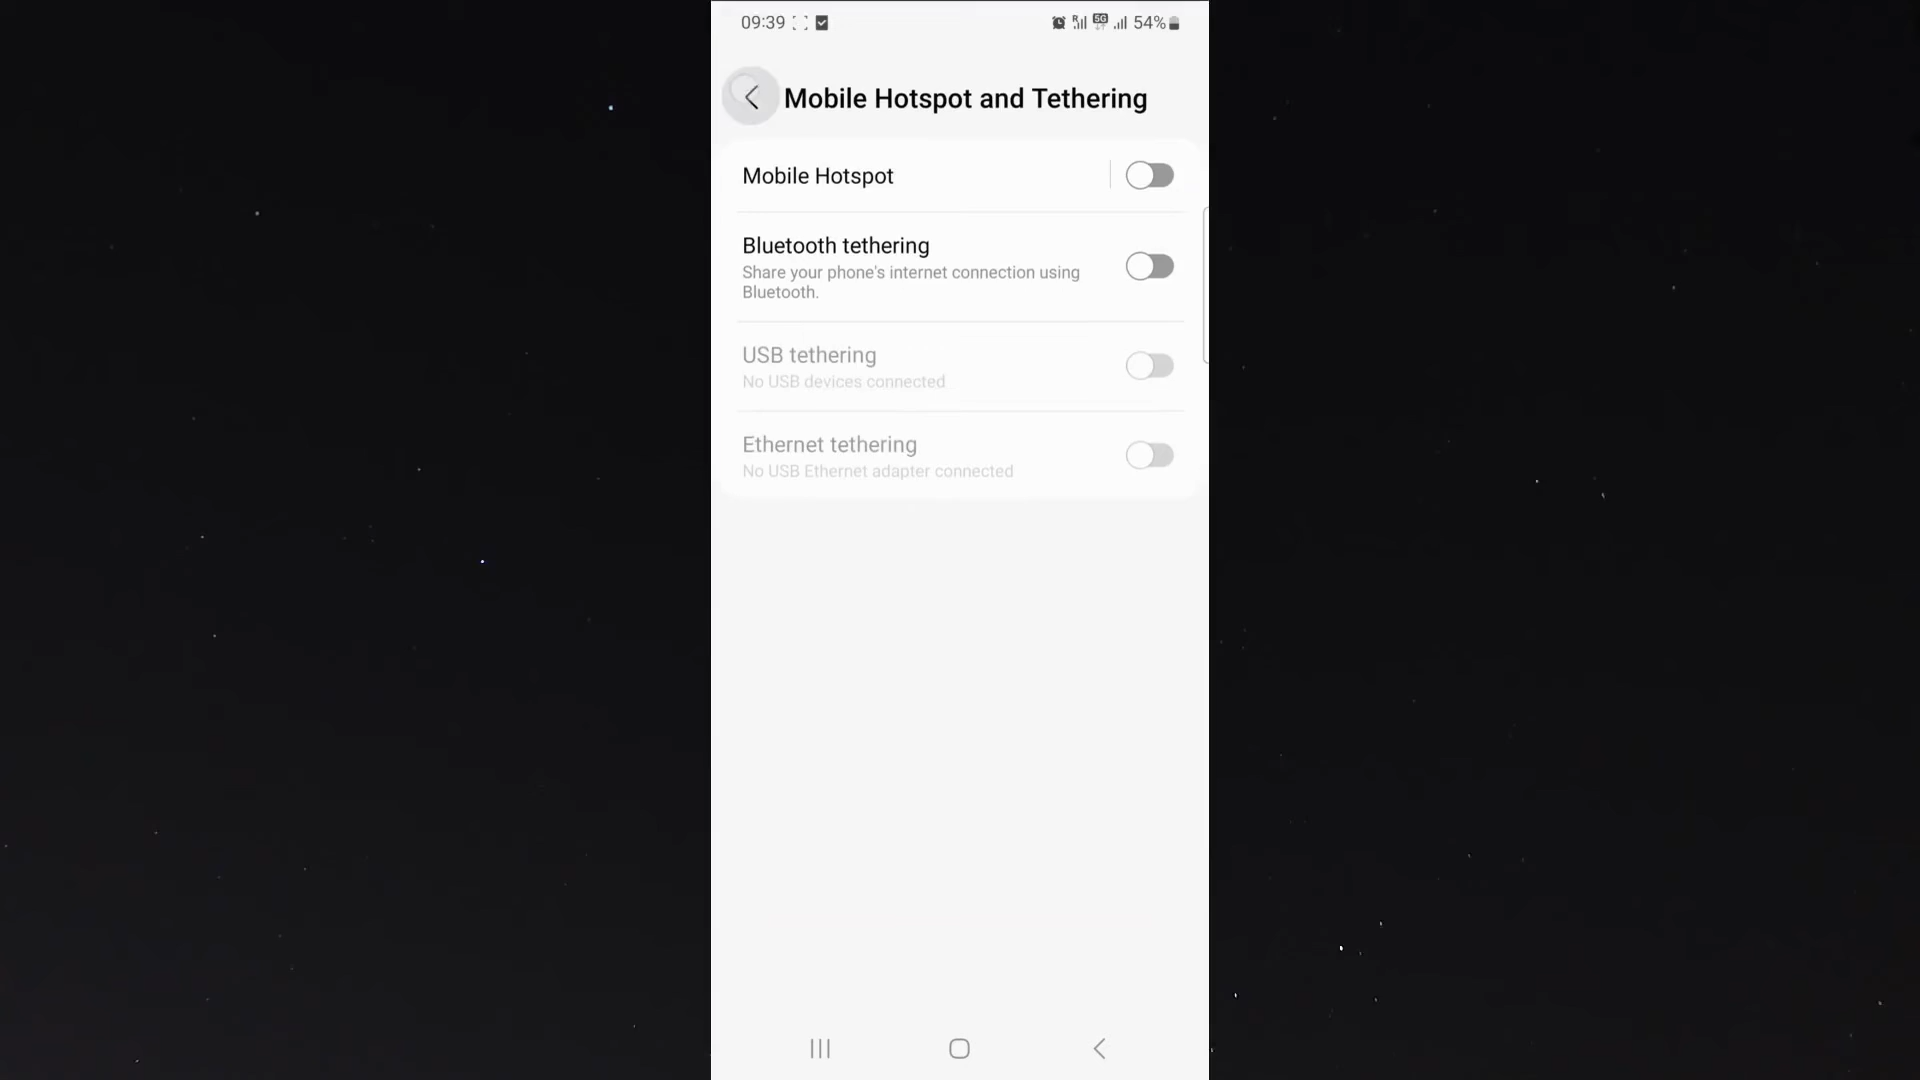 09:39 5G 54%
Mobile Hotspot and Tethering
Mobile Hotspot
Bluetooth tethering
Share your phone's internet connection using
Bluetooth.
USB tethering
No USB devices connected
Ethernet tethering
No USB Ethernet adapter connected